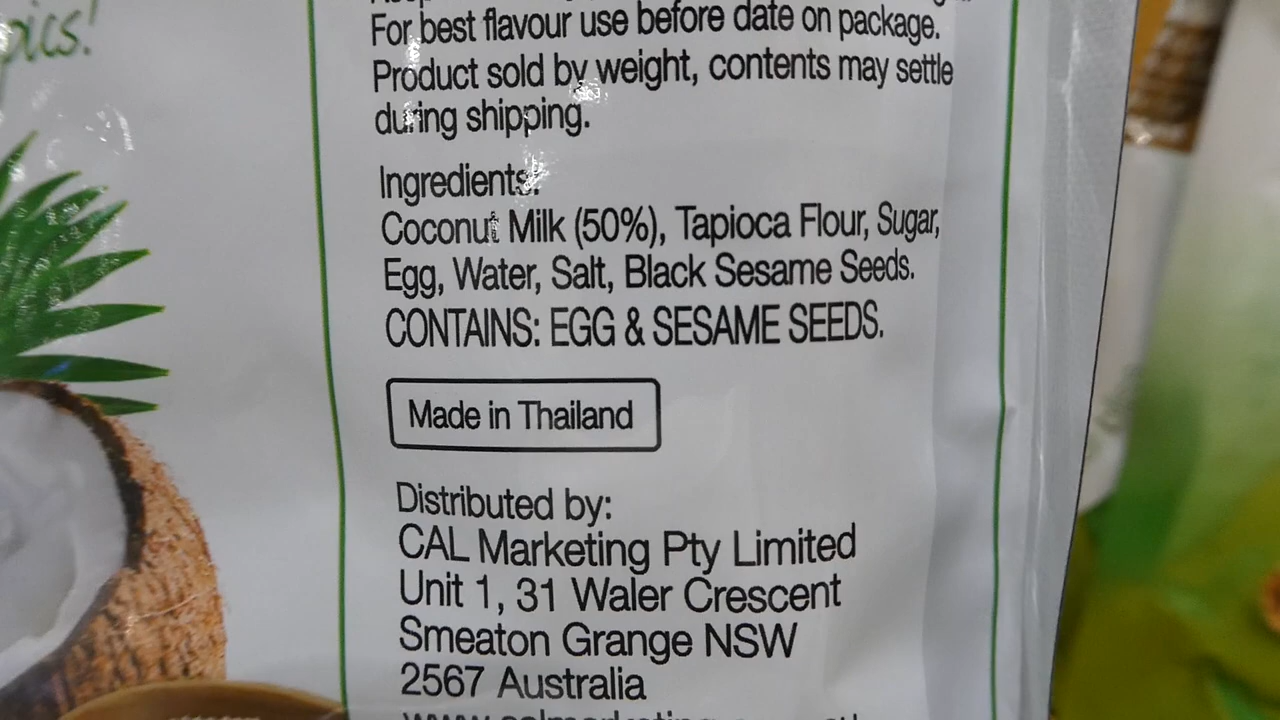 For best flavour use before date on package.
Product sold by weight, contents may settle
during shipping.
Ingredients:
Coconut Milk (50%), Tapioca Flour, Sugar,
Egg, Water, Salt, Black Sesame Seeds.
CONTAINS: EGG & SESAME SEEDS.
Made in Thailand
Distributed by:
CAL Marketing Pty Limited
Unit 1, 31 Waler Crescent
Smeaton Grange NSW
2567 Australia